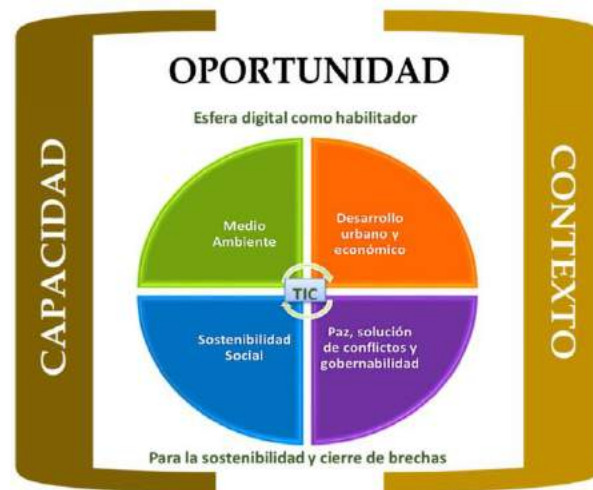 OPORTUNIDAD
Esfera digital como habilitador
CAPACIDAD
Medio
Ambiente
Desarrollo
urbano y
económico
TIC
Sostenibilidad
Social
Paz, solución
de conflictos y
gobernabilidad
CONTEXTO
Para la sostenibilidad y cierre de brechas